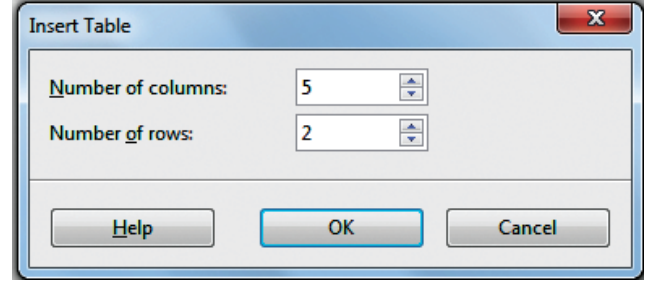 Insert Table
Number of columns: 5
Number of rows: 2
Help OK Cancel